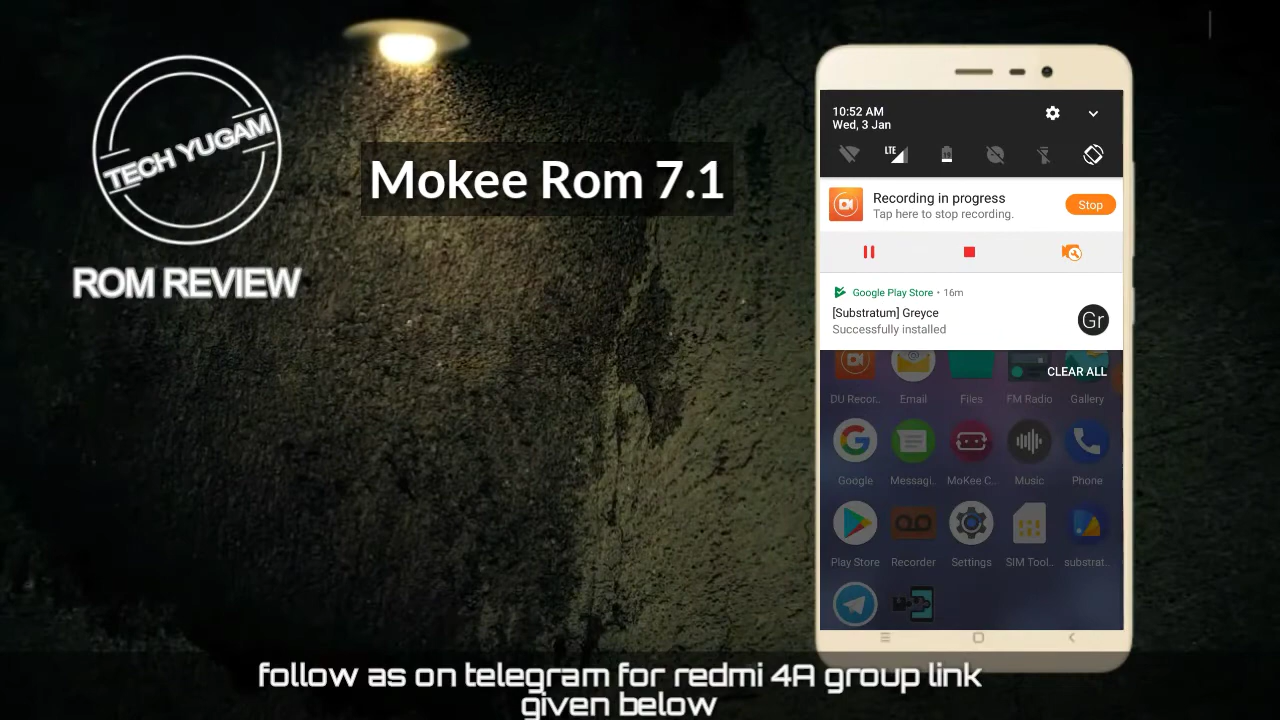 TECH YUGAM
ROM REVIEW
Mokee Rom 7.1
10:52 AM
Wed, 3 Jan
LTE
Recording in progress
Tap here to stop recording.
Stop
Google Play Store • 16m
[Substratum] Greyce
Successfully installed
Gr
CLEAR ALL
DU Recor.. Email Files FM Radio Gallery
Google Messagi.. MoKee C.. Music Phone
Play Store Recorder Settings SIM Tool.. substrat..
follow as on telegram for redmi 4A group link
given below